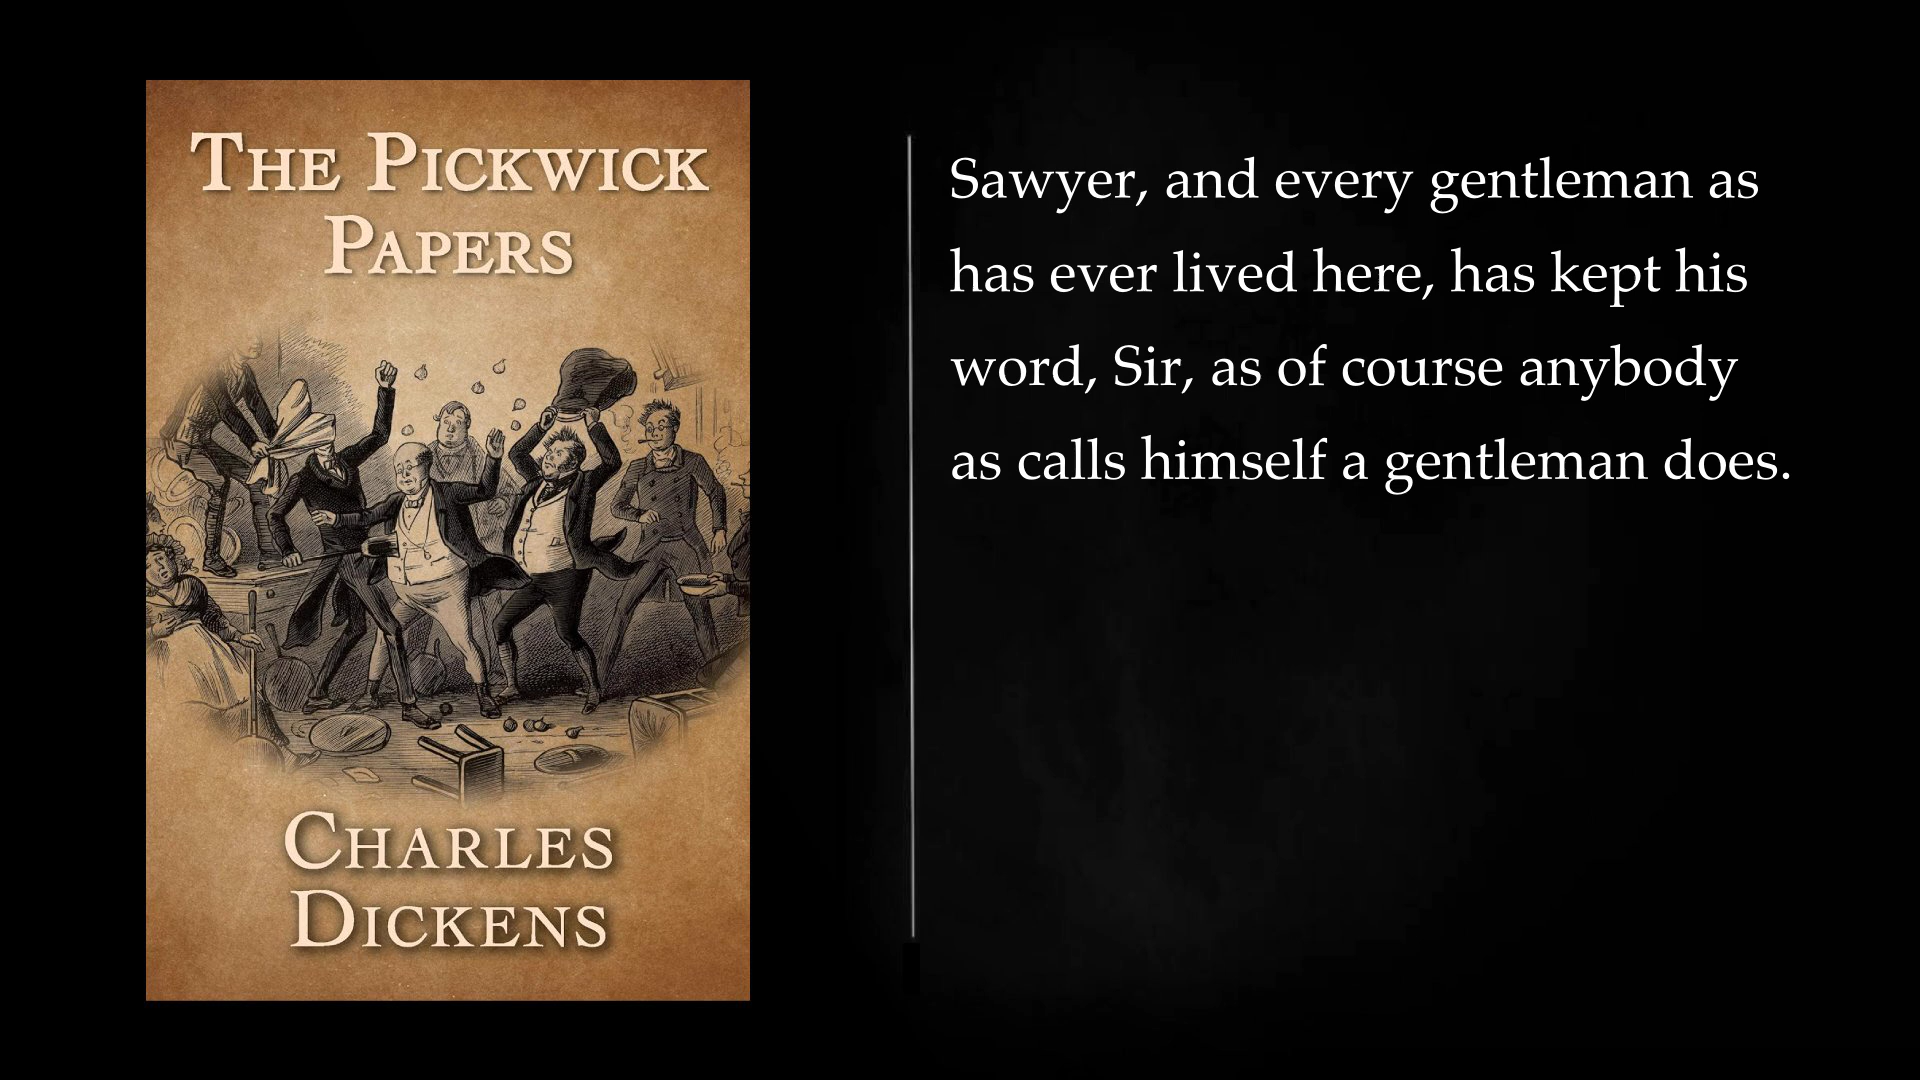 The Pickwick
Papers
Charles
Dickens
Sawyer, and every gentleman as
has ever lived here, has kept his
word, Sir, as of course anybody
as calls himself a gentleman does.